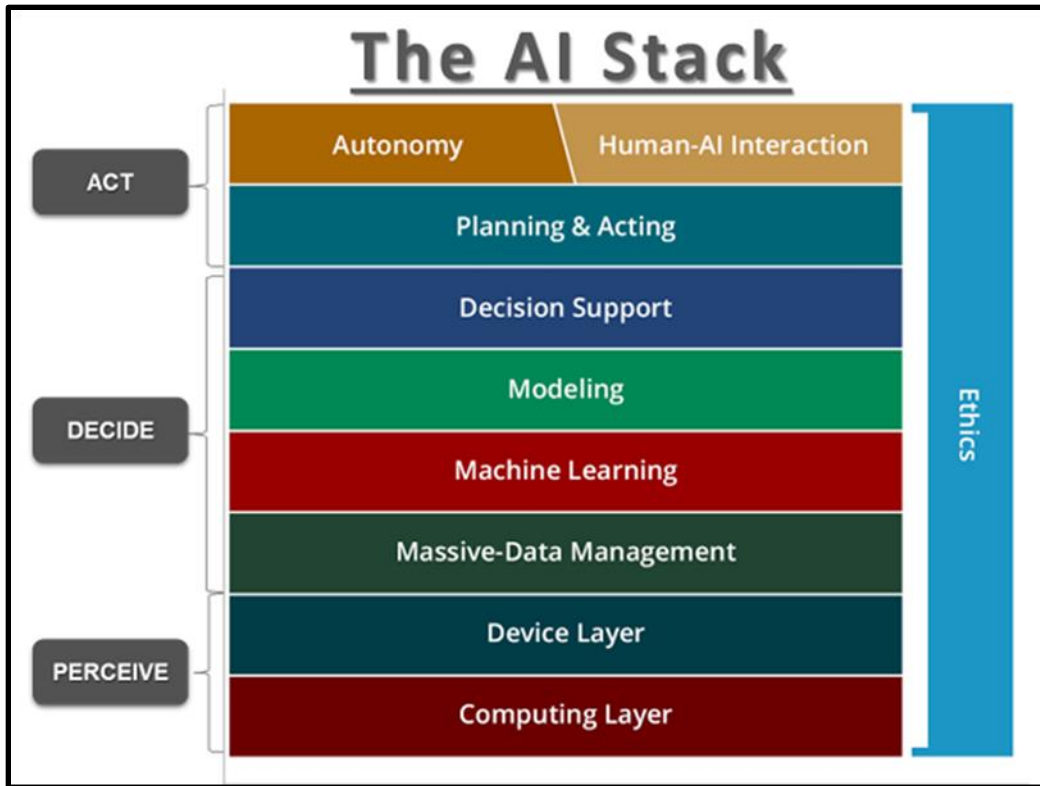 The AI Stack
ACT
Autonomy
Human-AI Interaction
Planning & Acting
DECIDE
Decision Support
Modeling
Machine Learning
Massive-Data Management
PERCEIVE
Device Layer
Computing Layer
Ethics